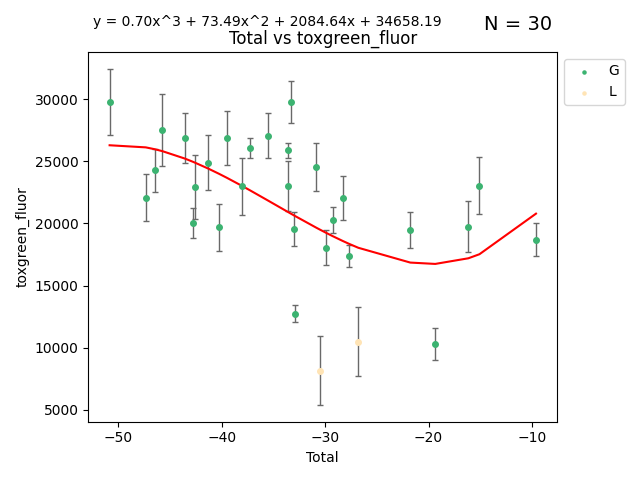 y = 0.70x^3 + 73.49x^2 + 2084.64x + 34658.19
N = 30
Total vs toxgreen_fluor
G
L
30000
25000
20000
15000
10000
5000
toxgreen_fluor
−50
−40
−30
−20
−10
Total